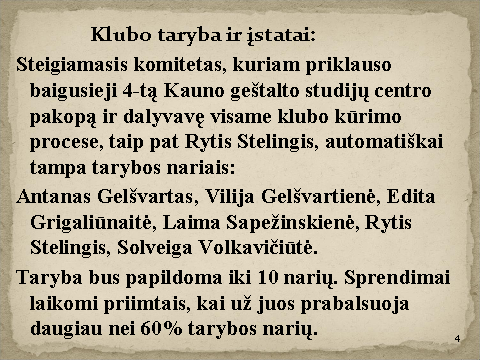 Klubo taryba ir įstatai:
Steigiamasis komitetas, kuriam priklauso
baigusieji 4-tą Kauno geštalto studijų centro
pakopą ir dalyvavę visame klubo kūrimo
procese, taip pat Rytis Stelingis, automatiškai
tampa tarybos nariais:
Antanas Gelšvartas, Vilija Gelšvartienė, Edita
Grigaliūnaitė, Laima Sapežinskienė, Rytis
Stelingis, Solveiga Volkavičiūtė.
Taryba bus papildoma iki 10 narių. Sprendimai
laikomi priimtais, kai už juos prabalsuoja
daugiau nei 60% tarybos narių.
4